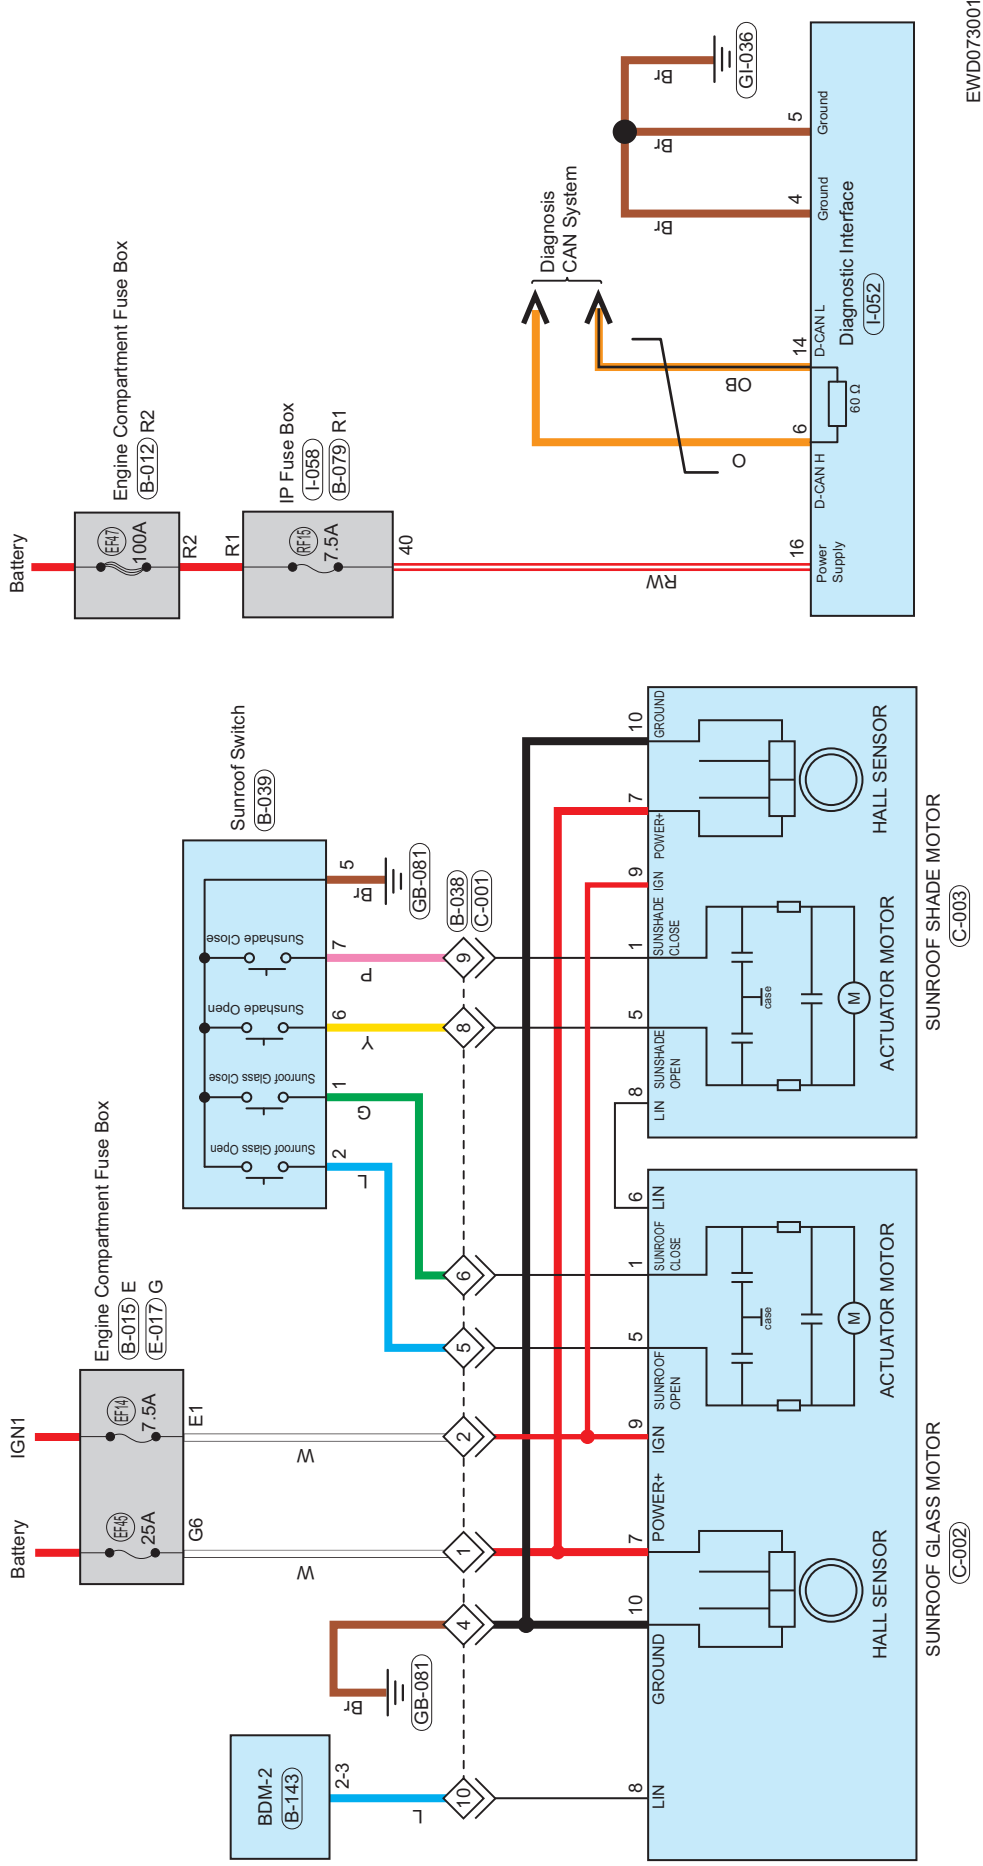 Battery
IGN1
Engine Compartment Fuse Box
B-015 E
E-017 G
EF45
25A
EF14
7.5A
G6
E1
W
W
BDM-2
B-143
2-3
L
Br
GB-081
Sunroof Switch
B-039
Sunroof Glass Open
Sunroof Glass Close
Sunshade Open
Sunshade Close
2
1
6
7
5
L
G
Y
P
Br
GB-081
B-038
C-001
10
4
1
2
5
6
8
9
8
LIN
10
GROUND
7
POWER+
9
IGN
5
SUNROOF
OPEN
1
SUNROOF
CLOSE
6
LIN
case
M
HALL SENSOR
ACTUATOR MOTOR
SUNROOF GLASS MOTOR
C-002
8
LIN
5
SUNSHADE
OPEN
1
SUNSHADE
CLOSE
9
IGN
7
POWER+
10
GROUND
case
M
ACTUATOR MOTOR
HALL SENSOR
SUNROOF SHADE MOTOR
C-003
Battery
Engine Compartment Fuse Box
B-012 R2
EF47
100A
R2
R1
IP Fuse Box
I-058
B-079 R1
RF15
7.5A
40
RW
Diagnosis
CAN System
O
OB
Br
Br
Br
GI-036
16
Power
Supply
6
D-CAN H
14
D-CAN L
60 Ω
4
Ground
5
Ground
Diagnostic Interface
I-052
EWD073001